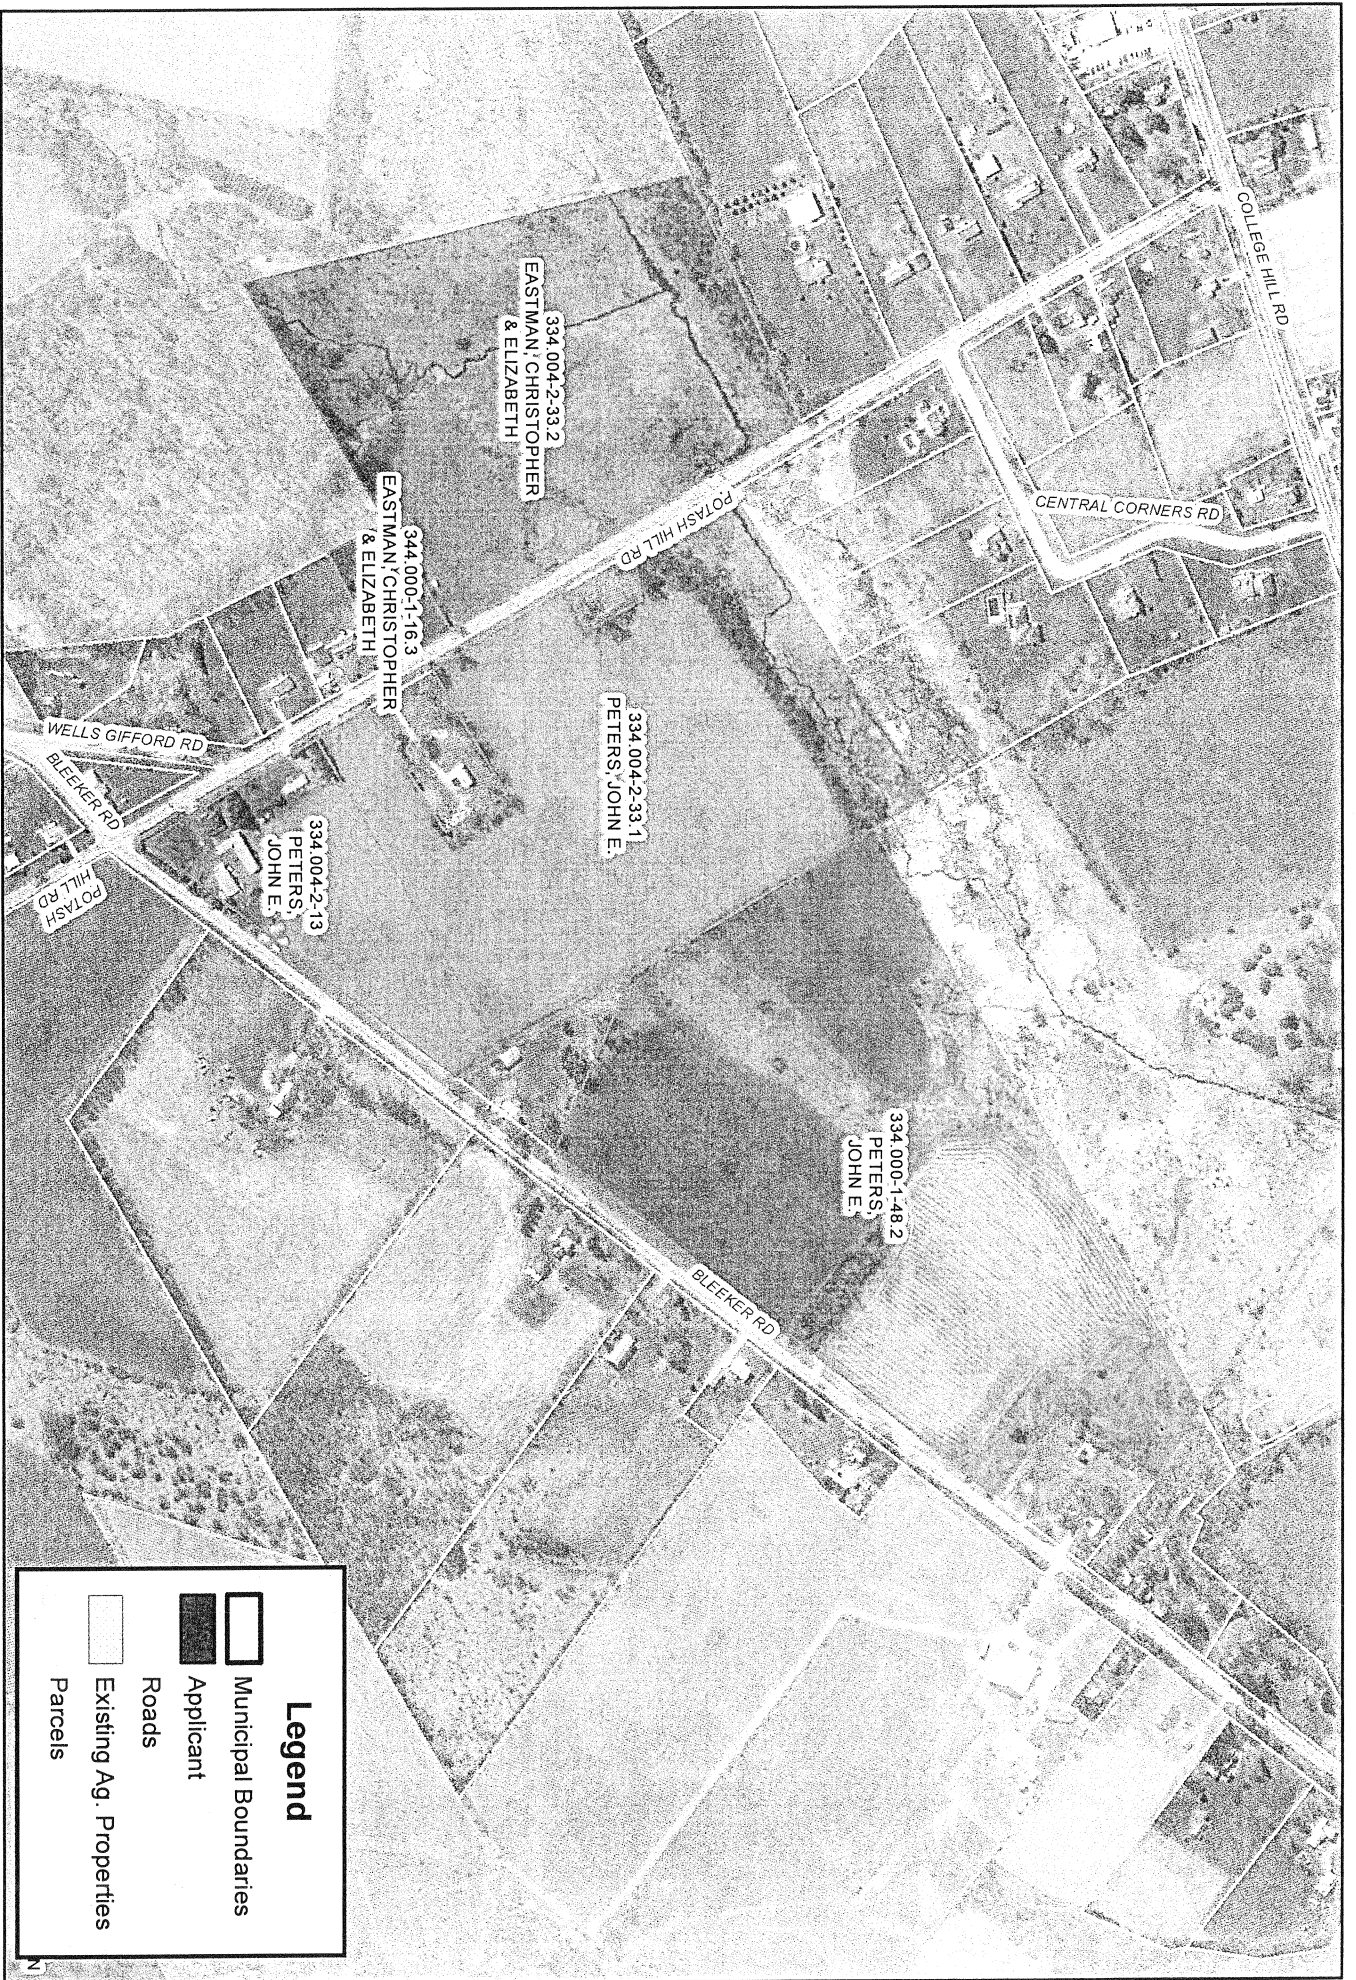 COLLEGE HILL RD
CENTRAL CORNERS RD
334.004-2-33.2
EASTMAN, CHRISTOPHER
& ELIZABETH
POTASH HILL RD
344.000-1-16.3
EASTMAN, CHRISTOPHER
& ELIZABETH
334.004-2-33.1
PETERS, JOHN E.
WELLS GIFFORD RD
BLEEKER RD
334.004-2-13
PETERS,
JOHN E.
POTASH
HILL RD
334.000-1-48.2
PETERS,
JOHN E.
BLEEKER RD
Legend
Municipal Boundaries
Applicant
Roads
Existing Ag. Properties
Parcels
N